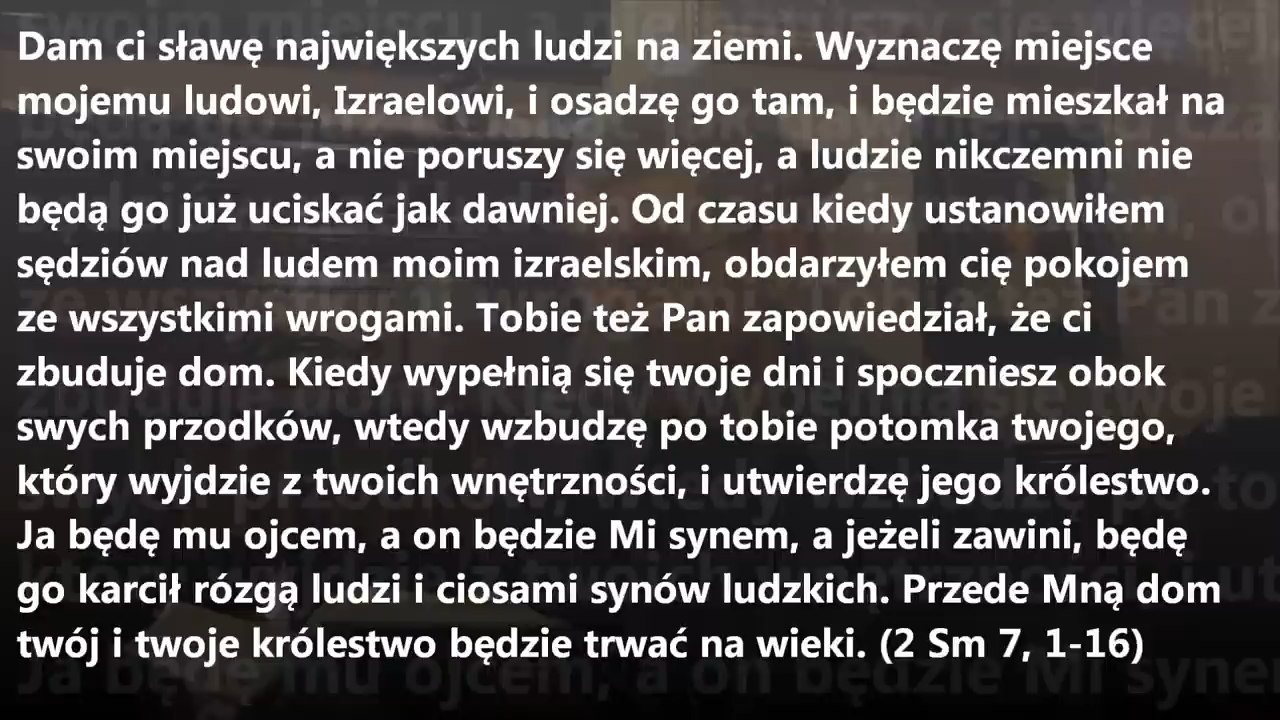 Dam ci sławę największych ludzi na ziemi. Wyznaczę miejsce
mojemu ludowi, Izraelowi, i osadzę go tam, i będzie mieszkał na
swoim miejscu, a nie poruszy się więcej, a ludzie nikczemni nie
będą go już uciskać jak dawniej. Od czasu kiedy ustanowiłem
sędziów nad ludem moim izraelskim, obdarzyłem cię pokojem
ze wszystkimi wrogami. Tobie też Pan zapowiedział, że ci
zbuduje dom. Kiedy wypełnią się twoje dni i spoczniesz obok
swych przodków, wtedy wzbudzę po tobie potomka twojego,
który wyjdzie z twoich wnętrzności, i utwierdzę jego królestwo.
Ja będę mu ojcem, a on będzie Mi synem, a jeżeli zawini, będę
go karcił rózgą ludzi i ciosami synów ludzkich. Przede Mną dom
twój i twoje królestwo będzie trwać na wieki. (2 Sm 7, 1-16)